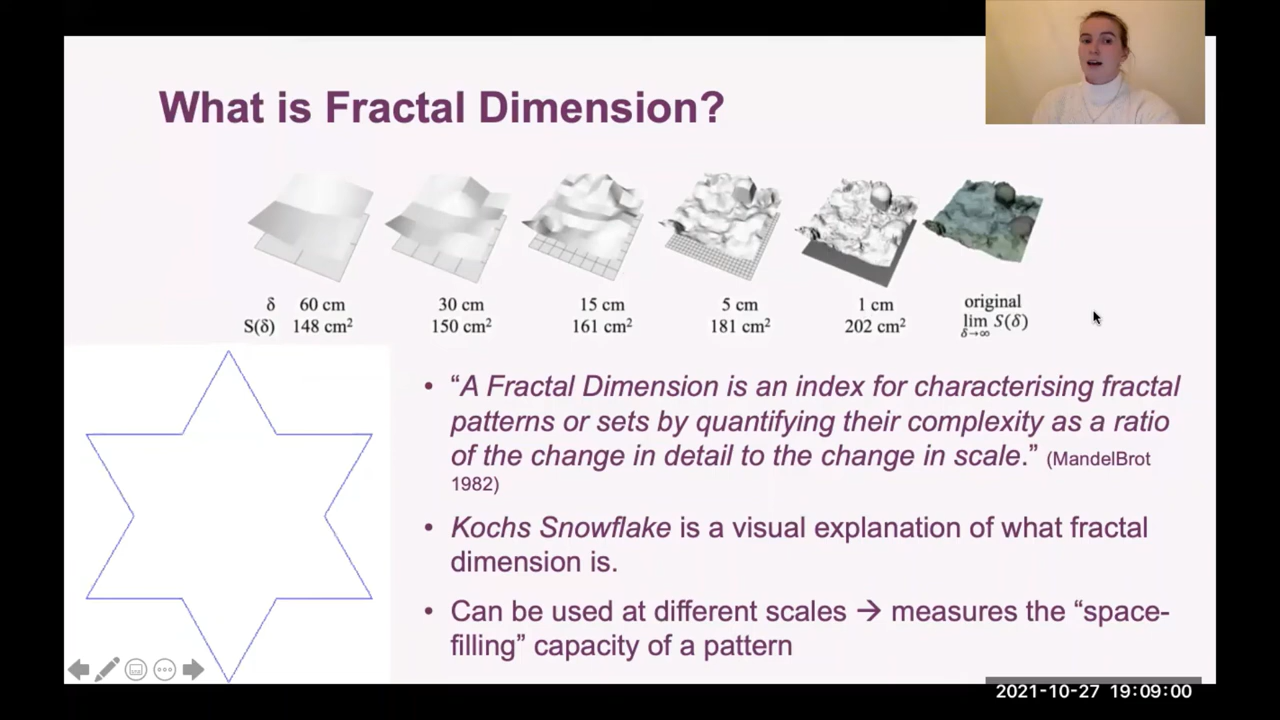 What is Fractal Dimension?
δ 60 cm 30 cm 15 cm 5 cm 1 cm original
S(δ) 148 cm² 150 cm² 161 cm² 181 cm² 202 cm² lim S(δ)
δ→∞
• “A Fractal Dimension is an index for characterising fractal
patterns or sets by quantifying their complexity as a ratio
of the change in detail to the change in scale.” (MandelBrot
1982)
• Kochs Snowflake is a visual explanation of what fractal
dimension is.
• Can be used at different scales → measures the “space-
filling” capacity of a pattern
2021-10-27 19:09:00